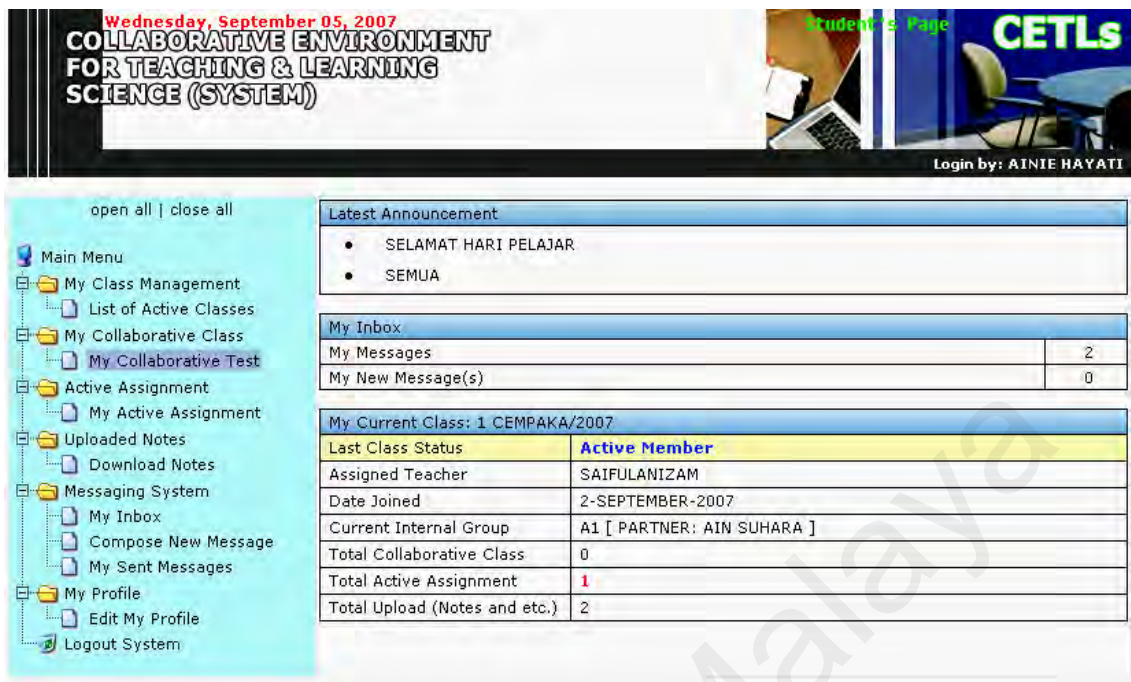 Wednesday, September 05, 2007
COLLABORATIVE ENVIRONMENT
FOR TEACHING & LEARNING
SCIENCE (SYSTEM)
Student's Page
CETLs
Login by: AINIE HAYATI
open all | close all
Main Menu
My Class Management
List of Active Classes
My Collaborative Class
My Collaborative Test
Active Assignment
My Active Assignment
Uploaded Notes
Download Notes
Messaging System
My Inbox
Compose New Message
My Sent Messages
My Profile
Edit My Profile
Logout System
Latest Announcement
• SELAMAT HARI PELAJAR
• SEMUA
My Inbox
My Messages 2
My New Message(s) 0
My Current Class: 1 CEMPAKA/2007
Last Class Status Active Member
Assigned Teacher SAIFULANIZAM
Date Joined 2-SEPTEMBER-2007
Current Internal Group A1 [ PARTNER: AIN SUHARA ]
Total Collaborative Class 0
Total Active Assignment 1
Total Upload (Notes and etc.) 2
Malaya